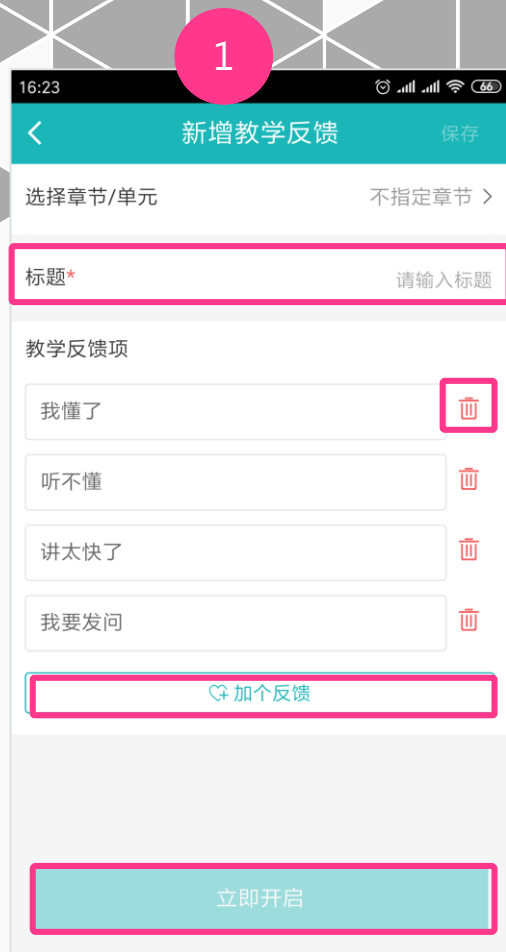 1
16:23
66
新增教学反馈
保存
选择章节/单元
不指定章节
标题*
请输入标题
教学反馈项
我懂了
听不懂
讲太快了
我要发问
加个反馈
立即开启